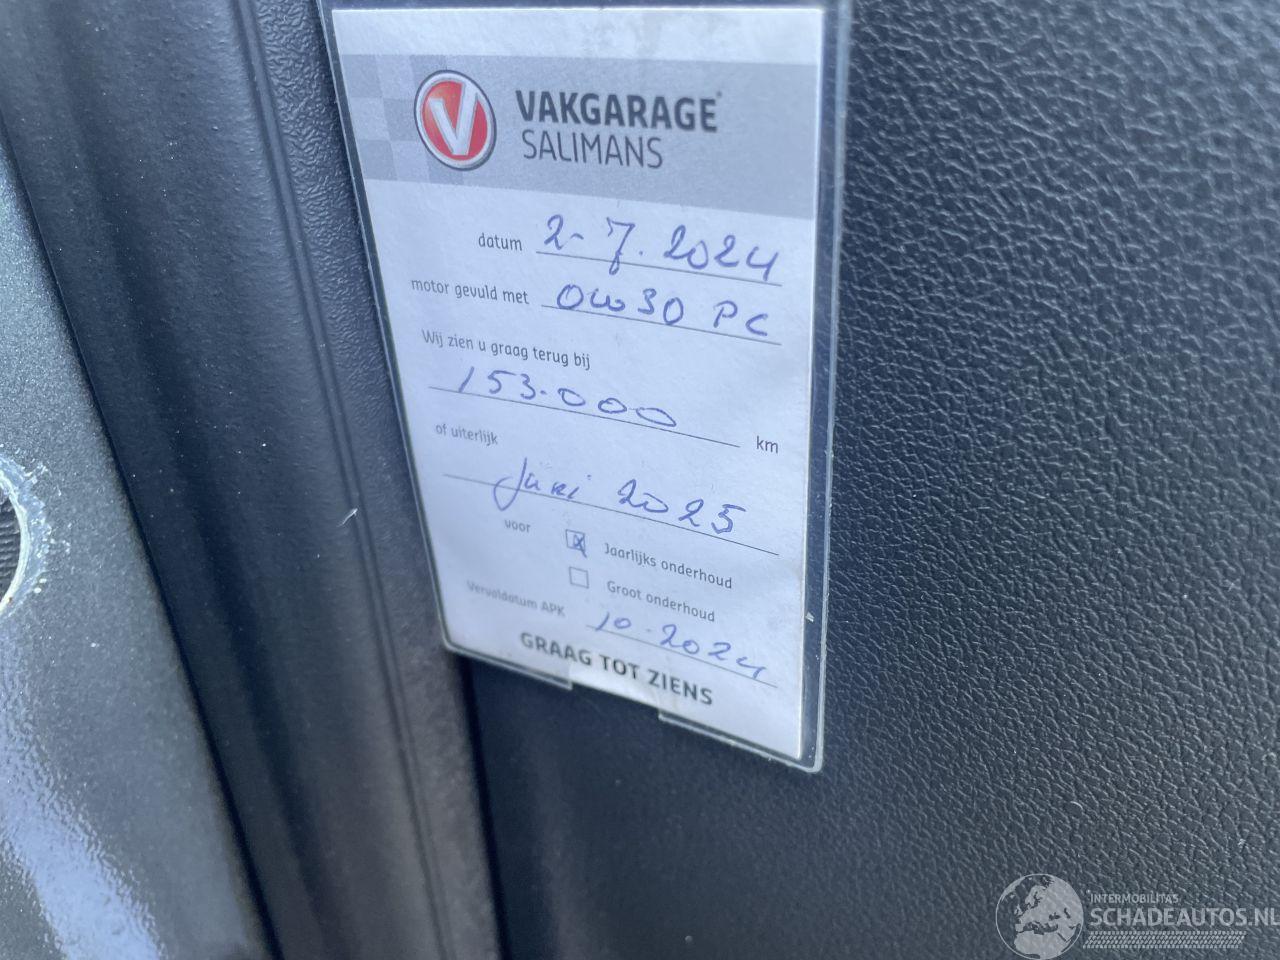 VAKGARAGE
SALIMANS
datum 2-7.2024
motor gevuld met 0w30 PC
Wij zien u graag terug bij
153.000 km
of uiterlijk
Juni 2025
voor
Jaarlijks onderhoud
Groot onderhoud
Vervaldatum APK 10-2024
GRAAG TOT ZIENS
INTERMOBILITAS
SCHADEAUTOS.NL